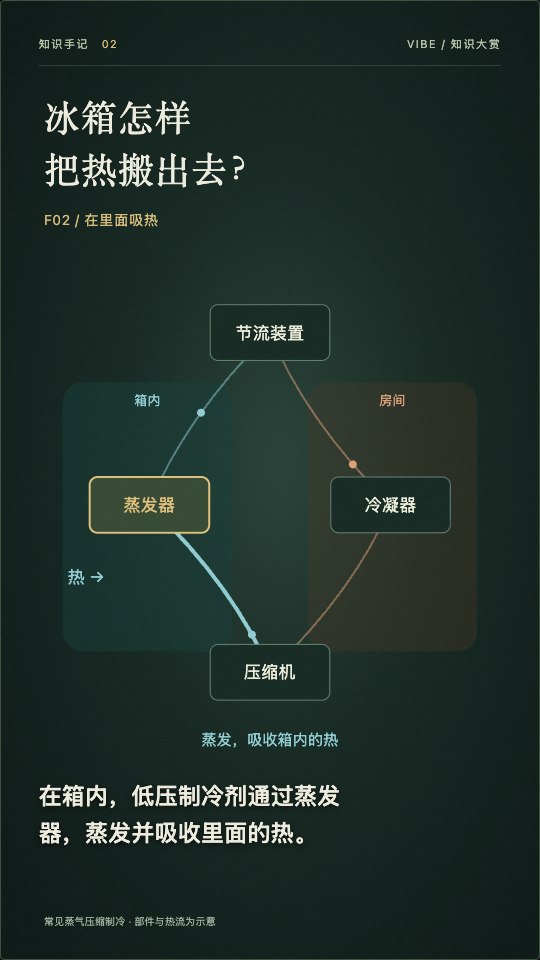 知识手记 02
VIBE / 知识大赏
冰箱怎样
把热搬出去？
F02 / 在里面吸热
节流装置
箱内
房间
蒸发器
冷凝器
热 →
压缩机
蒸发，吸收箱内的热
在箱内，低压制冷剂通过蒸发
器，蒸发并吸收里面的热。
常见蒸气压缩制冷 · 部件与热流为示意